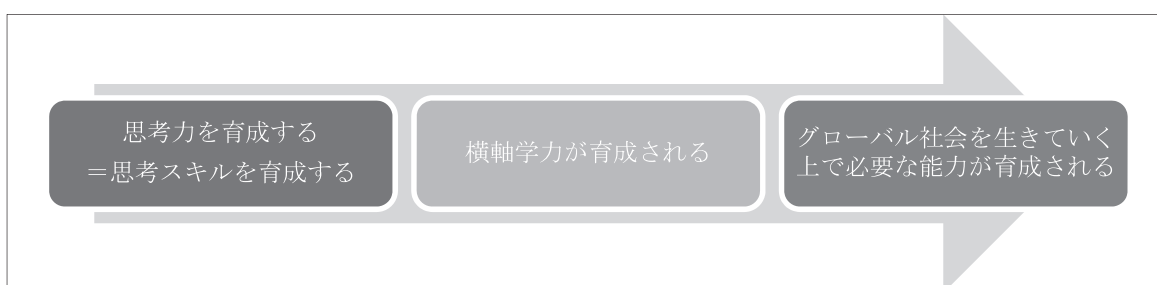 思考力を育成する
＝思考スキルを育成する
横軸学力が育成される
グローバル社会を生きていく
上で必要な能力が育成される